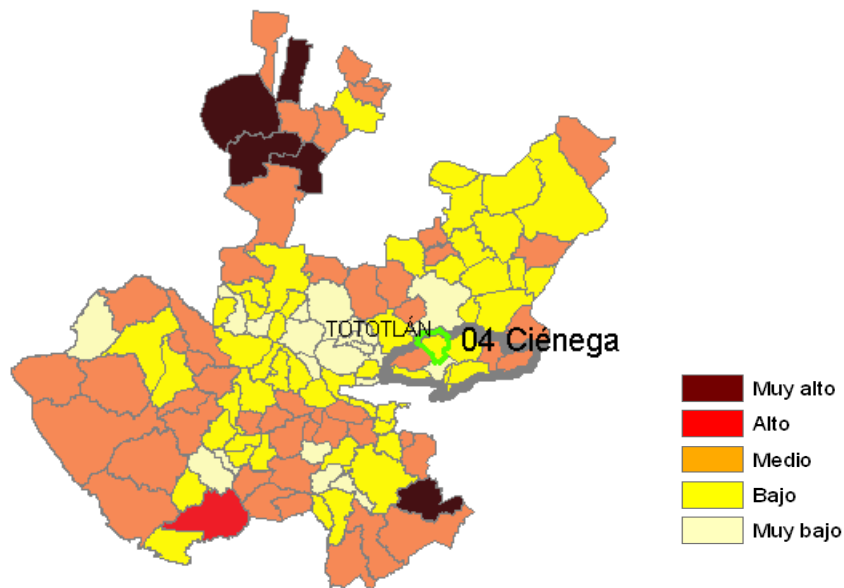 TOTOTLÁN
04 Ciénega
Muy alto
Alto
Medio
Bajo
Muy bajo